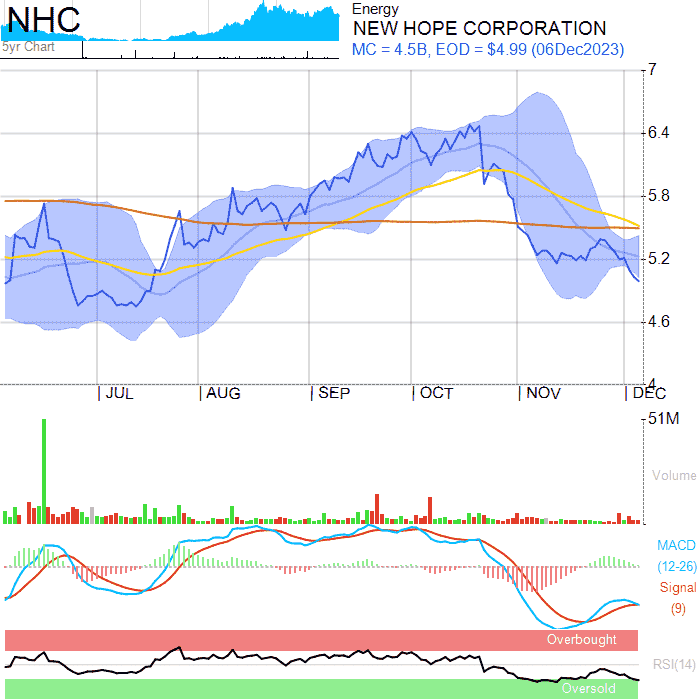 NHC
5yr Chart
Energy
NEW HOPE CORPORATION
MC = 4.5B, EOD = $4.99 (06Dec2023)
7
6.4
5.8
5.2
4.6
4
JUL AUG SEP OCT NOV DEC
51M
Volume
MACD
(12-26)
Signal
(9)
Overbought
RSI(14)
Oversold